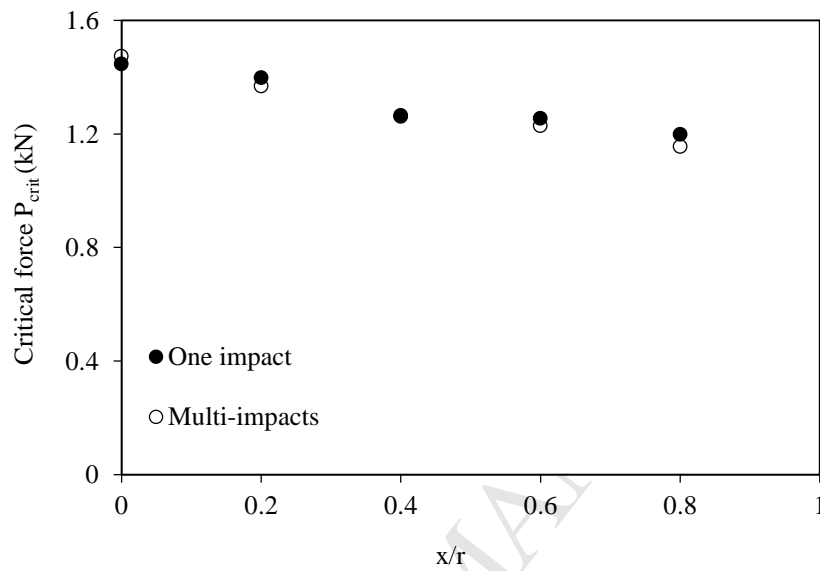 1.6
1.2
0.8
0.4
0
Critical force P_crit (kN)
One impact
Multi-impacts
0 0.2 0.4 0.6 0.8 1
x/r
MA